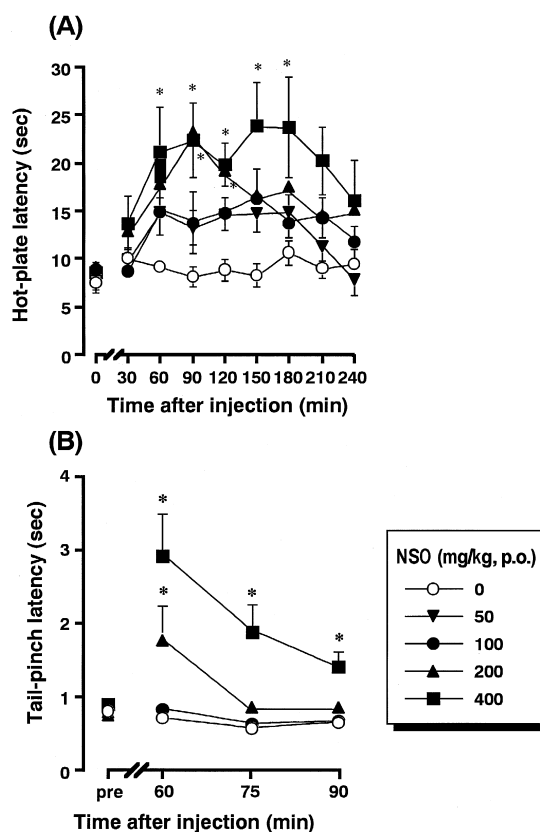 (A)
Hot-plate latency (sec)
30
25
20
15
10
5
0
* * * * * * *
0 30 60 90 120 150 180 210 240
Time after injection (min)
(B)
Tail-pinch latency (sec)
4
3
2
1
0
* * * *
pre 60 75 90
Time after injection (min)
NSO (mg/kg, p.o.)
0
50
100
200
400